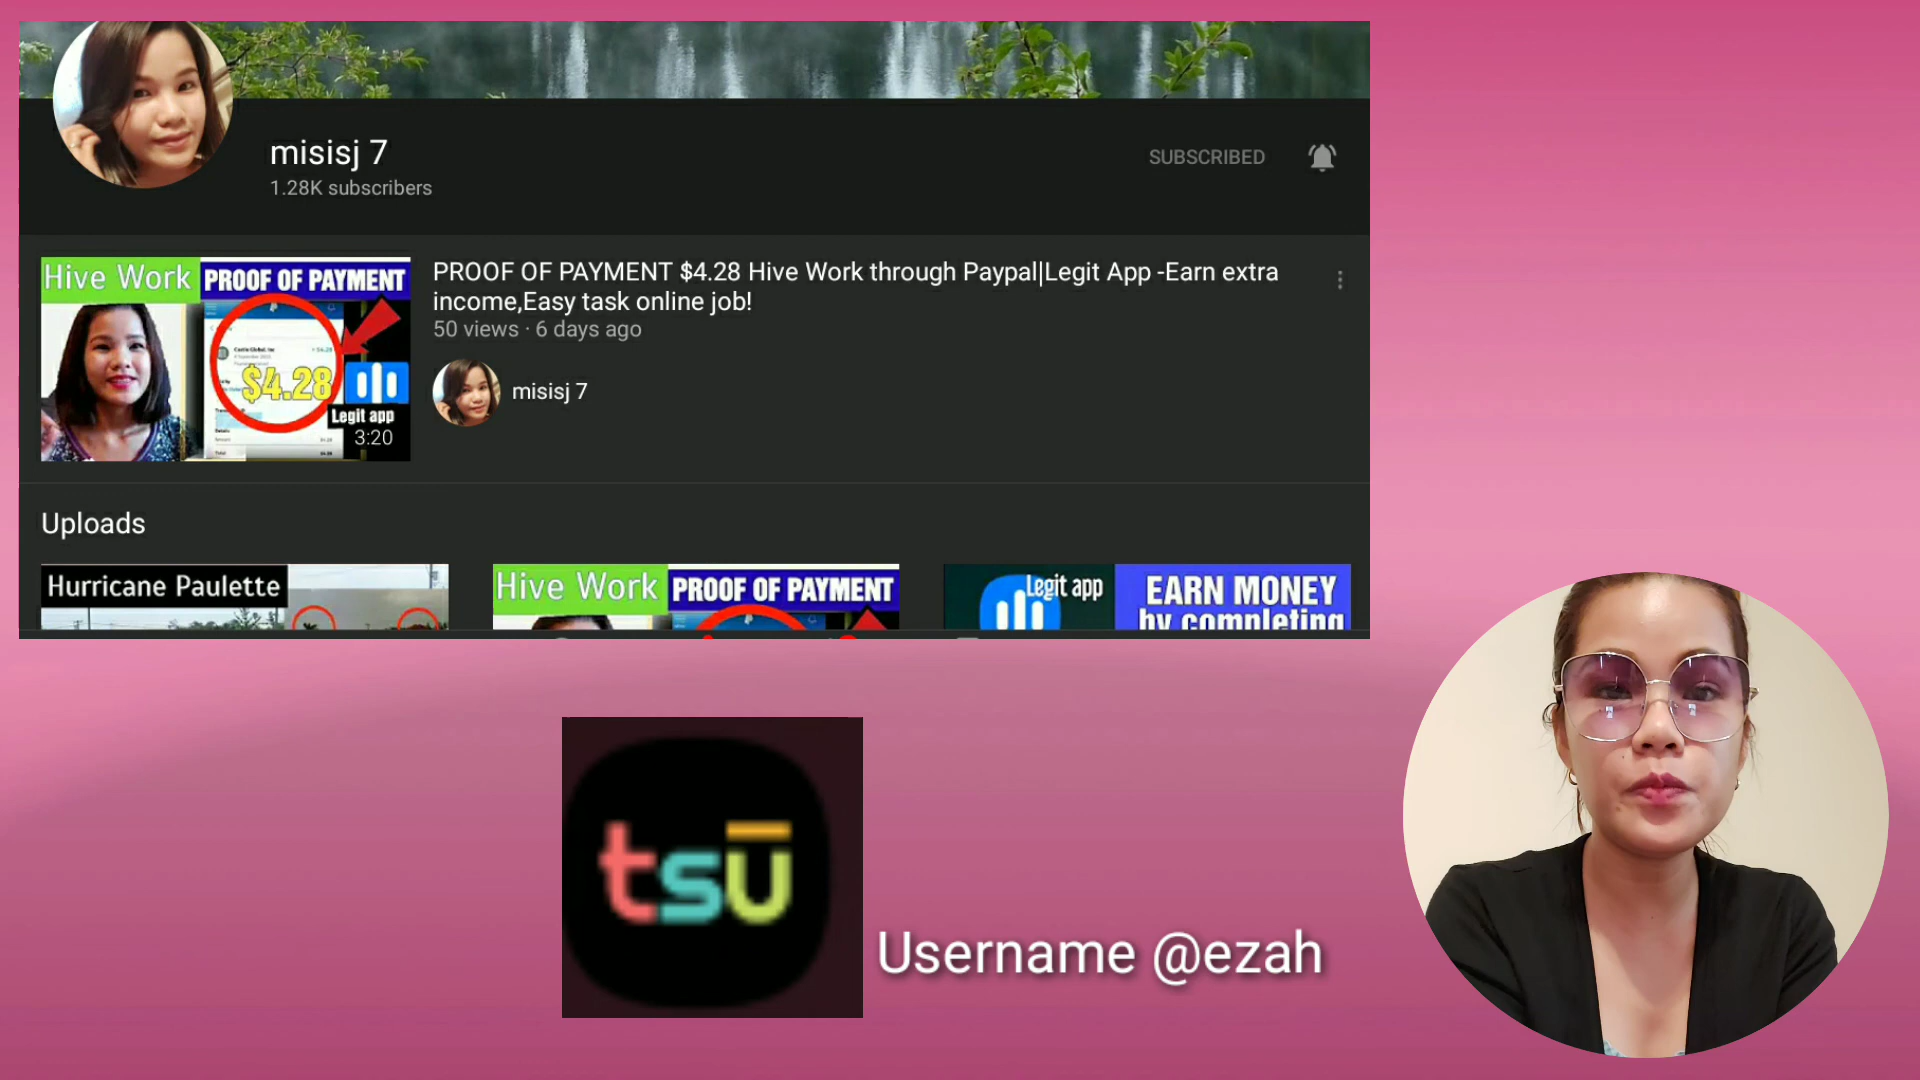 misisj 7
1.28K subscribers
SUBSCRIBED
Hive Work
PROOF OF PAYMENT
$4.28
Legit app
3:20
PROOF OF PAYMENT $4.28 Hive Work through Paypal|Legit App -Earn extra
income,Easy task online job!
50 views · 6 days ago
misisj 7
Uploads
Hurricane Paulette
Hive Work
PROOF OF PAYMENT
Legit app
EARN MONEY
by completing
tsū
Username @ezah